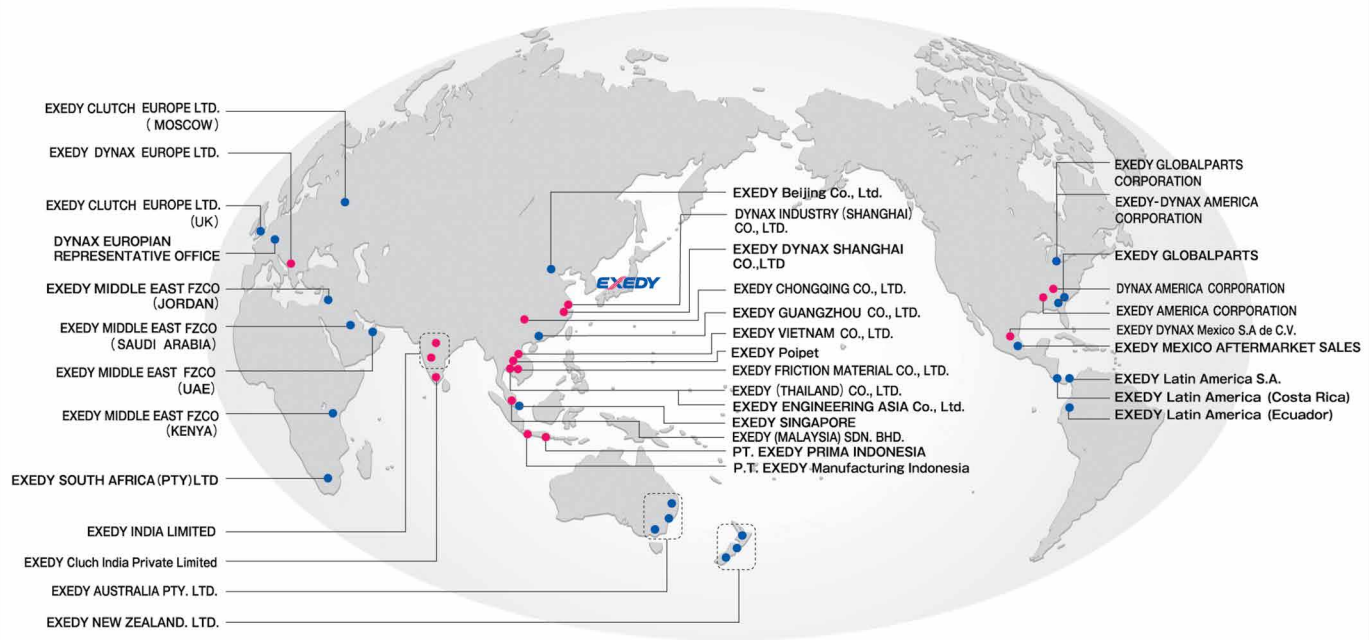 EXEDY CLUTCH EUROPE LTD.
( MOSCOW)
EXEDY DYNAX EUROPE LTD.
EXEDY CLUTCH EUROPE LTD.
(UK)
DYNAX EUROPIAN
REPRESENTATIVE OFFICE
EXEDY MIDDLE EAST FZCO
(JORDAN)
EXEDY MIDDLE EAST FZCO
(SAUDI ARABIA)
EXEDY MIDDLE EAST FZCO
(UAE)
EXEDY MIDDLE EAST FZCO
(KENYA)
EXEDY SOUTH AFRICA(PTY)LTD
EXEDY INDIA LIMITED
EXEDY Cluch India Private Limited
EXEDY AUSTRALIA PTY. LTD.
EXEDY NEW ZEALAND. LTD.
EXEDY
EXEDY Beijing Co., Ltd.
DYNAX INDUSTRY (SHANGHAI)
CO., LTD.
EXEDY DYNAX SHANGHAI
CO.,LTD
EXEDY CHONGQING CO., LTD.
EXEDY GUANGZHOU CO., LTD.
EXEDY VIETNAM CO., LTD.
EXEDY Poipet
EXEDY FRICTION MATERIAL CO., LTD.
EXEDY (THAILAND) CO., LTD.
EXEDY ENGINEERING ASIA Co., Ltd.
EXEDY SINGAPORE
EXEDY (MALAYSIA) SDN. BHD.
PT. EXEDY PRIMA INDONESIA
P.T. EXEDY Manufacturing Indonesia
EXEDY GLOBALPARTS
CORPORATION
EXEDY-DYNAX AMERICA
CORPORATION
EXEDY GLOBALPARTS
DYNAX AMERICA CORPORATION
EXEDY AMERICA CORPORATION
EXEDY DYNAX Mexico S.A de C.V.
EXEDY MEXICO AFTERMARKET SALES
EXEDY Latin America S.A.
EXEDY Latin America (Costa Rica)
EXEDY Latin America (Ecuador)